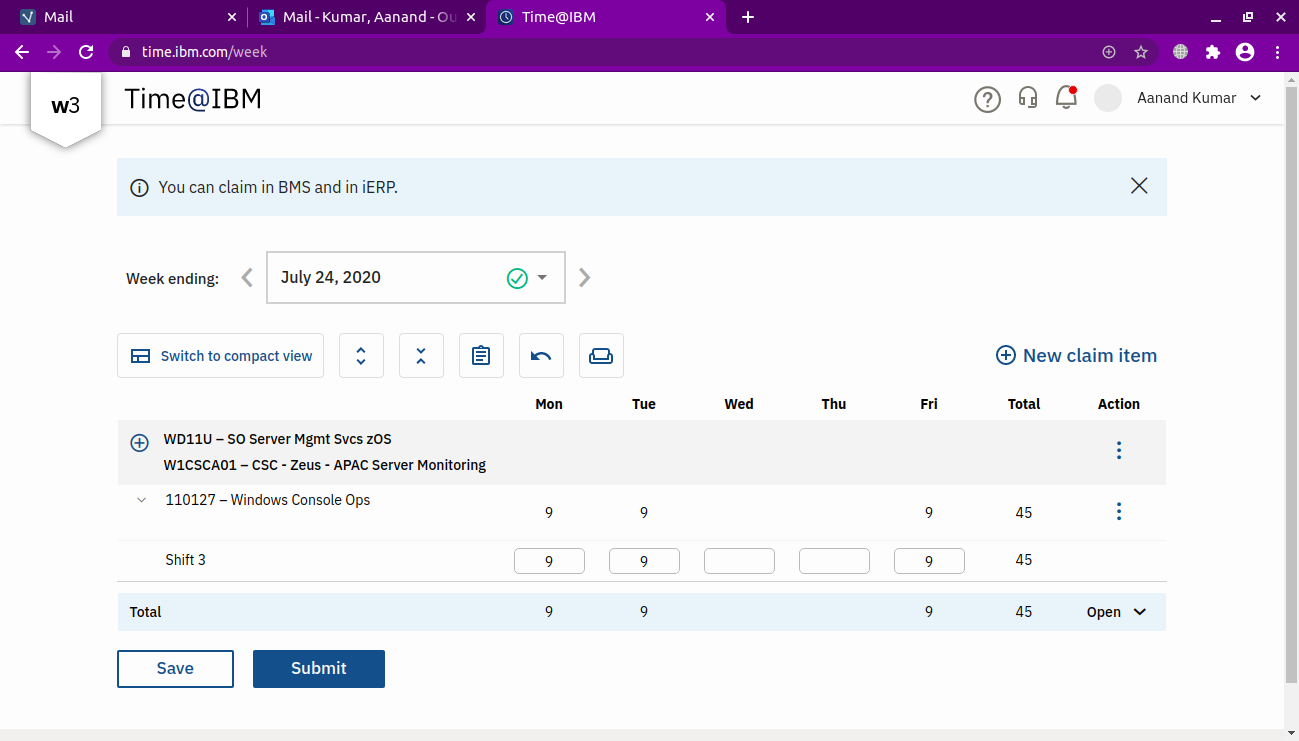 Mail
Mail - Kumar, Aanand - Ou
Time@IBM
time.ibm.com/week
w3
Time@IBM
Aanand Kumar
You can claim in BMS and in iERP.
Week ending:
July 24, 2020
Switch to compact view
New claim item
Mon Tue Wed Thu Fri Total Action
WD11U – SO Server Mgmt Svcs zOS
W1CSCA01 – CSC - Zeus - APAC Server Monitoring
110127 – Windows Console Ops
9 9 9 45
Shift 3 9 9 9 45
Total 9 9 9 45 Open
Save Submit